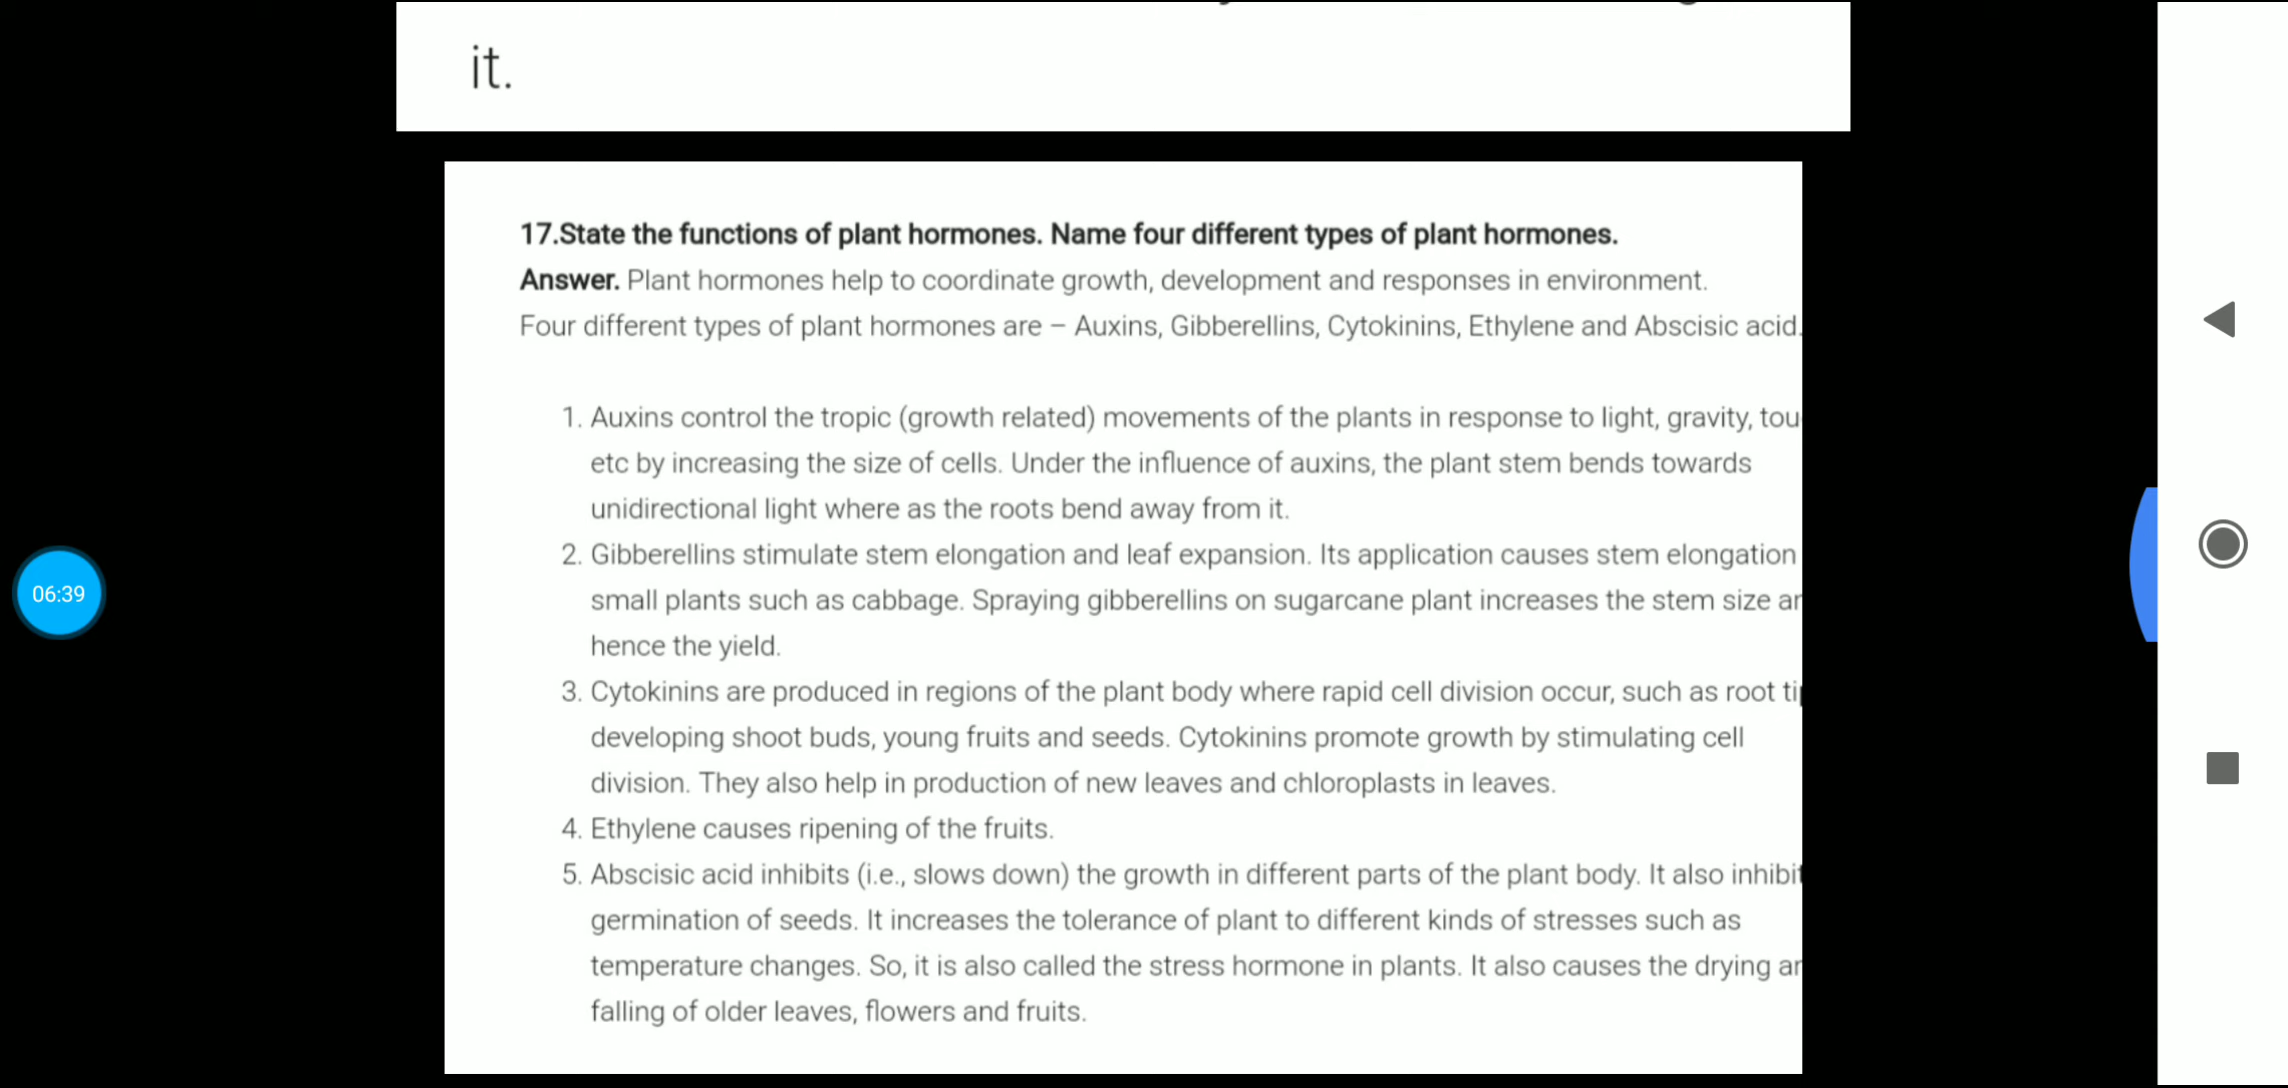 it.
17.State the functions of plant hormones. Name four different types of plant hormones.
Answer. Plant hormones help to coordinate growth, development and responses in environment.
Four different types of plant hormones are – Auxins, Gibberellins, Cytokinins, Ethylene and Abscisic acid.
1. Auxins control the tropic (growth related) movements of the plants in response to light, gravity, tou
etc by increasing the size of cells. Under the influence of auxins, the plant stem bends towards
unidirectional light where as the roots bend away from it.
2. Gibberellins stimulate stem elongation and leaf expansion. Its application causes stem elongation
small plants such as cabbage. Spraying gibberellins on sugarcane plant increases the stem size ar
hence the yield.
3. Cytokinins are produced in regions of the plant body where rapid cell division occur, such as root tip
developing shoot buds, young fruits and seeds. Cytokinins promote growth by stimulating cell
division. They also help in production of new leaves and chloroplasts in leaves.
4. Ethylene causes ripening of the fruits.
5. Abscisic acid inhibits (i.e., slows down) the growth in different parts of the plant body. It also inhibit
germination of seeds. It increases the tolerance of plant to different kinds of stresses such as
temperature changes. So, it is also called the stress hormone in plants. It also causes the drying ar
falling of older leaves, flowers and fruits.
06:39